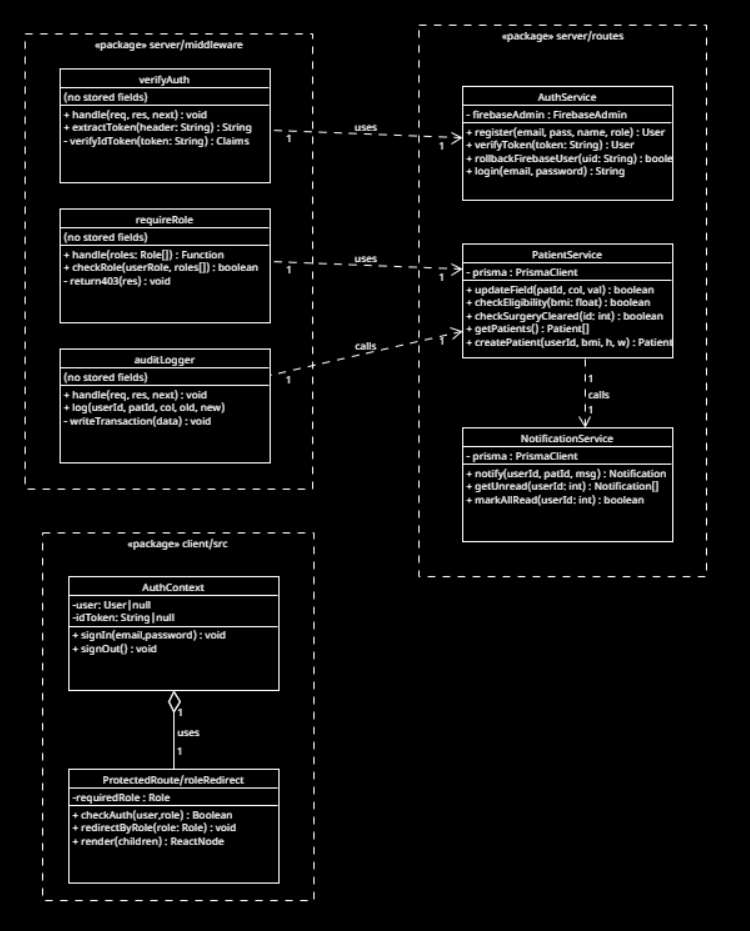 «package» server/middleware
verifyAuth
(no stored fields)
+ handle(req, res, next) : void
+ extractToken(header: String) : String
- verifyIdToken(token: String) : Claims
requireRole
(no stored fields)
+ handle(roles: Role[]) : Function
+ checkRole(userRole, roles[]) : boolean
- return403(res) : void
auditLogger
(no stored fields)
+ handle(req, res, next) : void
+ log(userId, patId, col, old, new)
- writeTransaction(data) : void
uses
1
1
uses
1
1
calls
1
1
«package» server/routes
AuthService
- firebaseAdmin : FirebaseAdmin
+ register(email, pass, name, role) : User
+ verifyToken(token: String) : User
+ rollbackFirebaseUser(uid: String) : boole
+ login(email, password) : String
PatientService
- prisma : PrismaClient
+ updateField(patId, col, val) : boolean
+ checkEligibility(bmi: float) : boolean
+ checkSurgeryCleared(id: int) : boolean
+ getPatients() : Patient[]
+ createPatient(userId, bmi, h, w) : Patient
1
calls
1
NotificationService
- prisma : PrismaClient
+ notify(userId, patId, msg) : Notification
+ getUnread(userId: int) : Notification[]
+ markAllRead(userId: int) : boolean
«package» client/src
AuthContext
-user: User|null
-idToken: String|null
+ signIn(email,password) : void
+ signOut() : void
1
uses
1
ProtectedRoute/roleRedirect
-requiredRole : Role
+ checkAuth(user,role) : Boolean
+ redirectByRole(role: Role) : void
+ render(children) : ReactNode